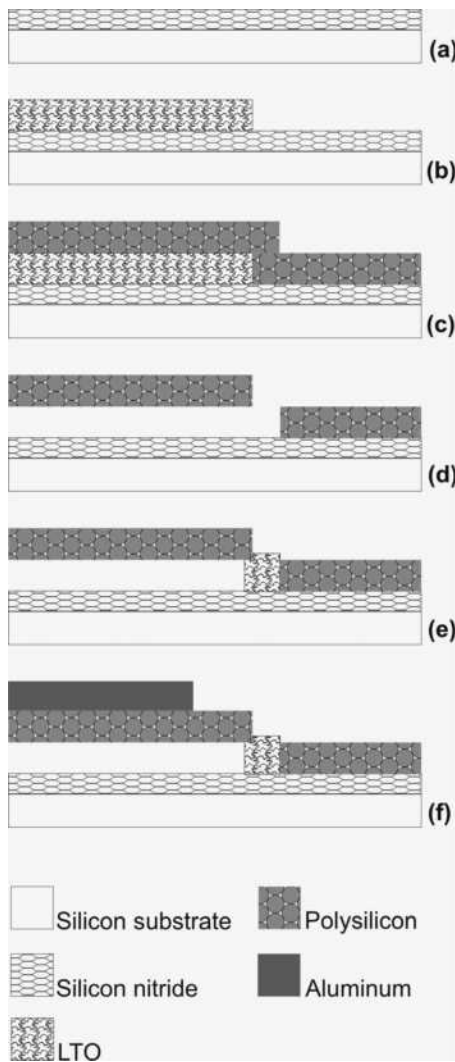 (a)
(b)
(c)
(d)
(e)
(f)
Silicon substrate
Polysilicon
Silicon nitride
Aluminum
LTO